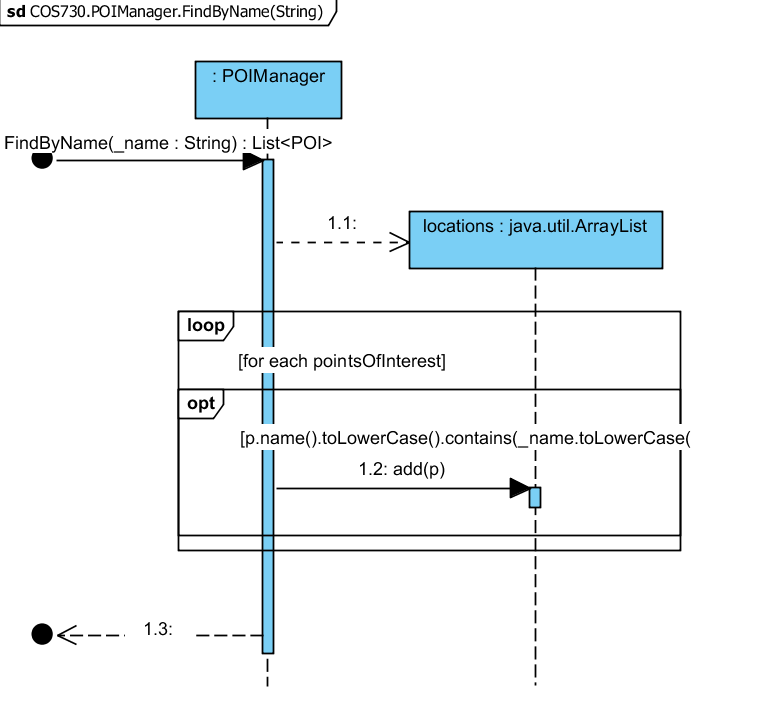 sd COS730.POIManager.FindByName(String)
: POIManager
FindByName(_name : String) : List<POI>
1.1:
locations : java.util.ArrayList
loop
[for each pointsOfInterest]
opt
[p.name().toLowerCase().contains(_name.toLowerCase(
1.2: add(p)
1.3: